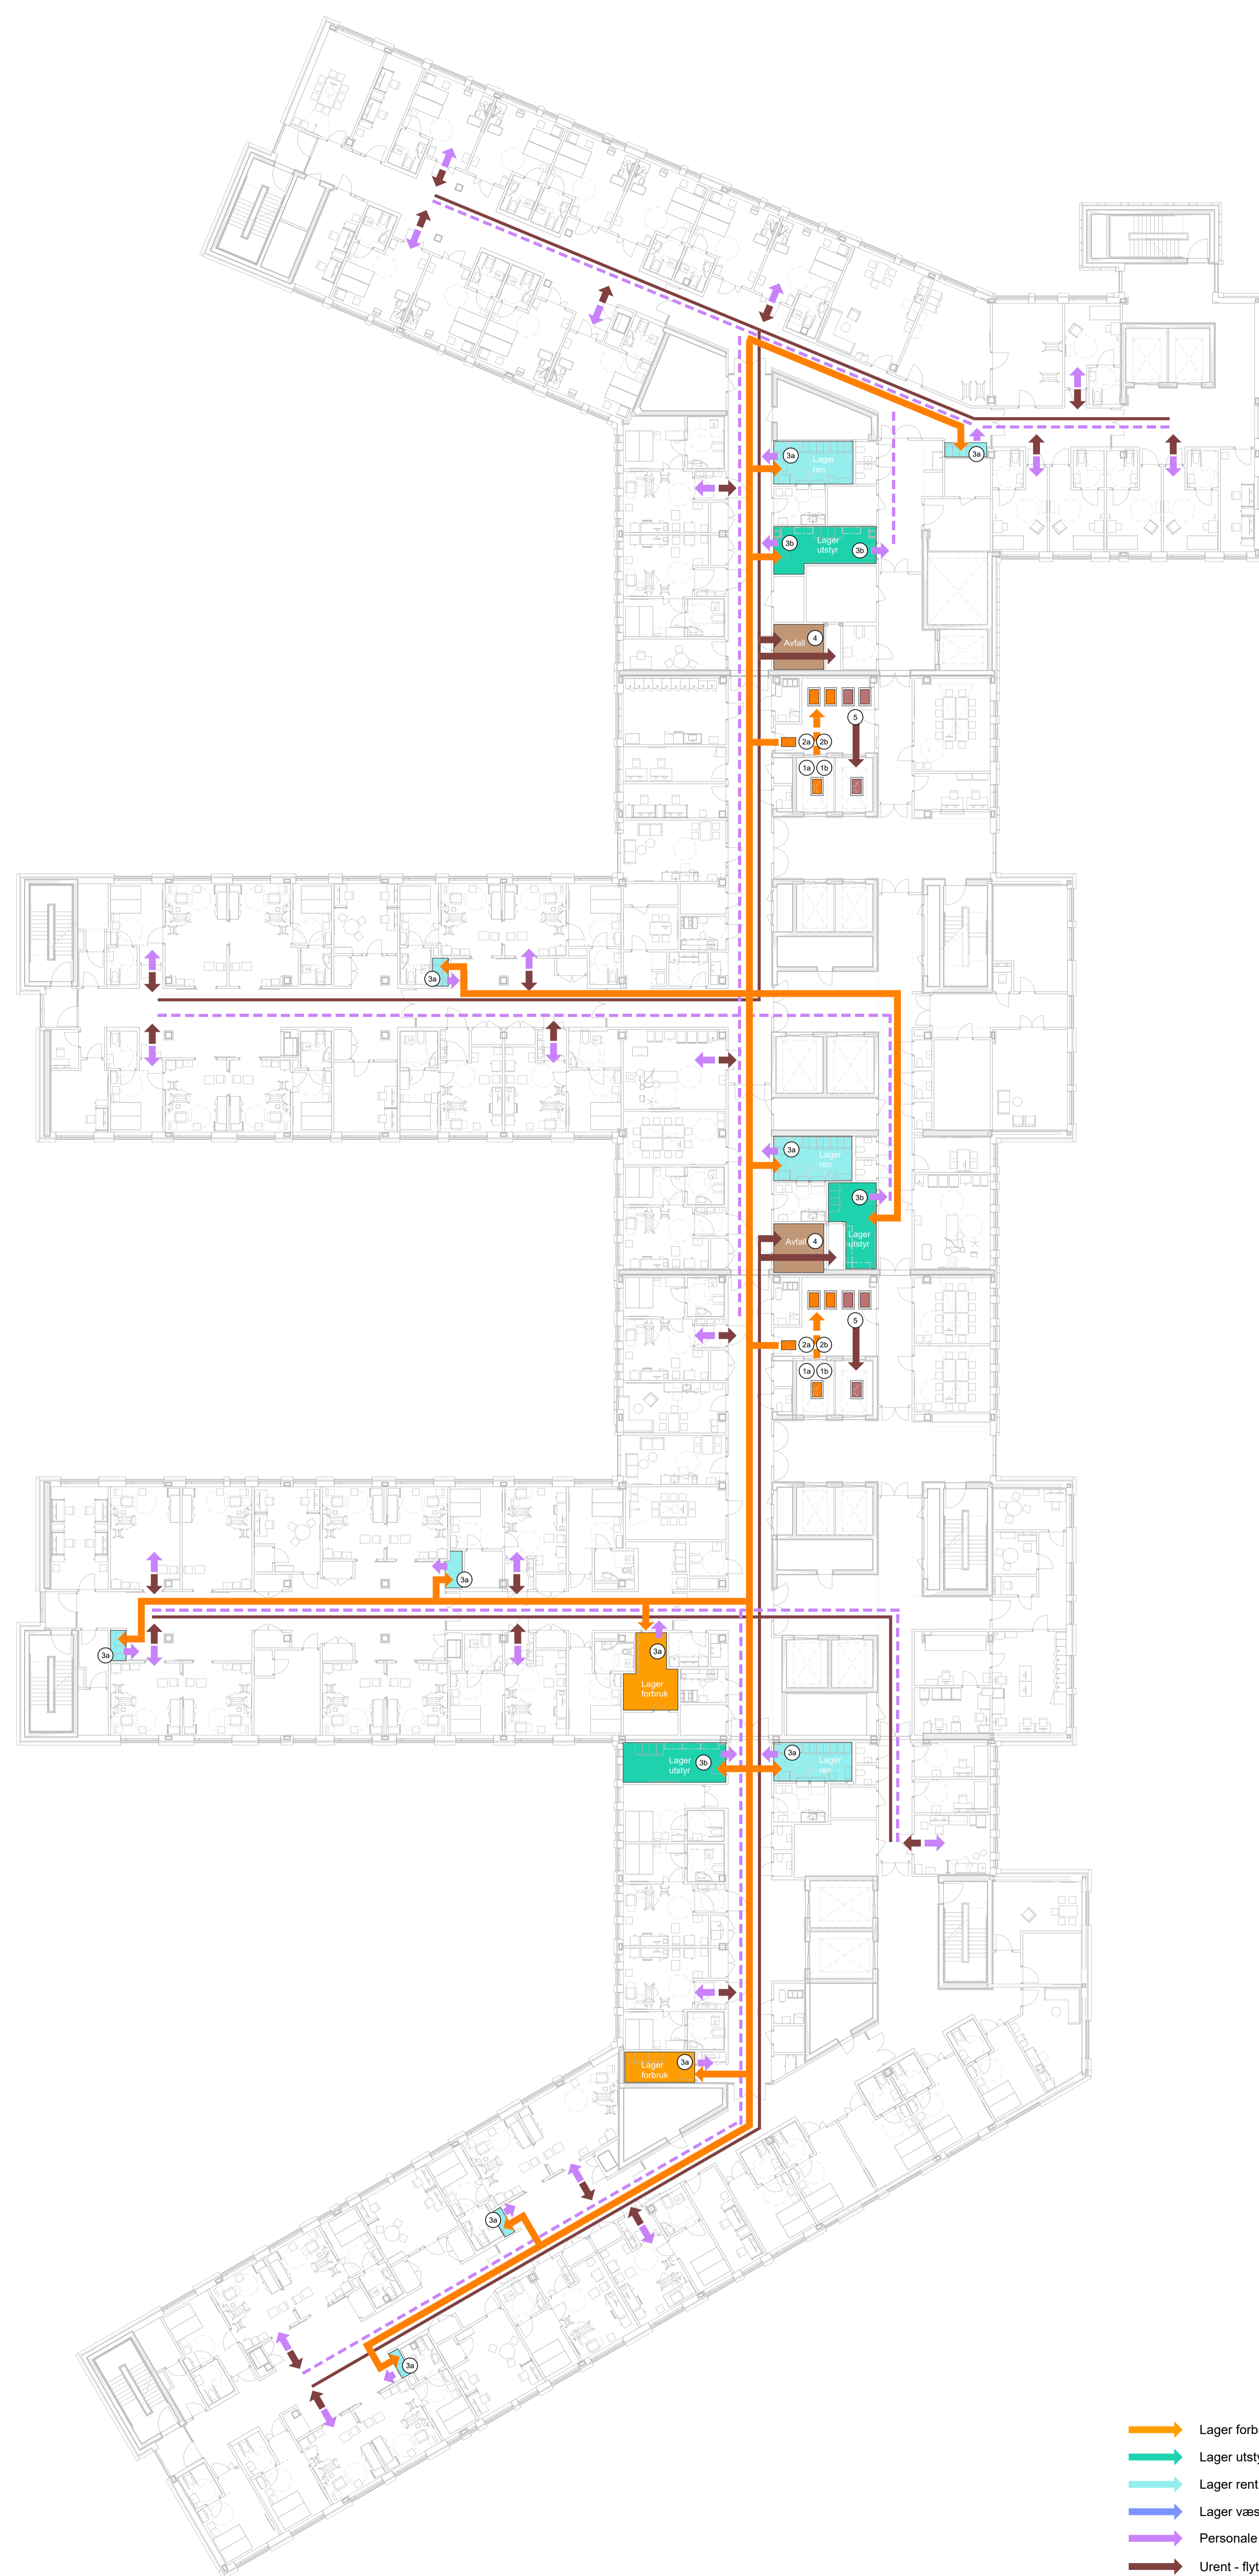 3a
Lager
ren
3a
3b
Lager
utstyr
3b
Avfall
4
5
2a
2b
1a
1b
3a
3a
Lager
ren
3b
Lager
utstyr
Avfall
4
5
2a
2b
1a
1b
3a
3a
3a
Lager
forbruk
3b
Lager
utstyr
3a
Lager
ren
3a
Lager
forbruk
3a
3a
Lager forb
Lager utsty
Lager rent
Lager væs
Personale
Urent - flyt